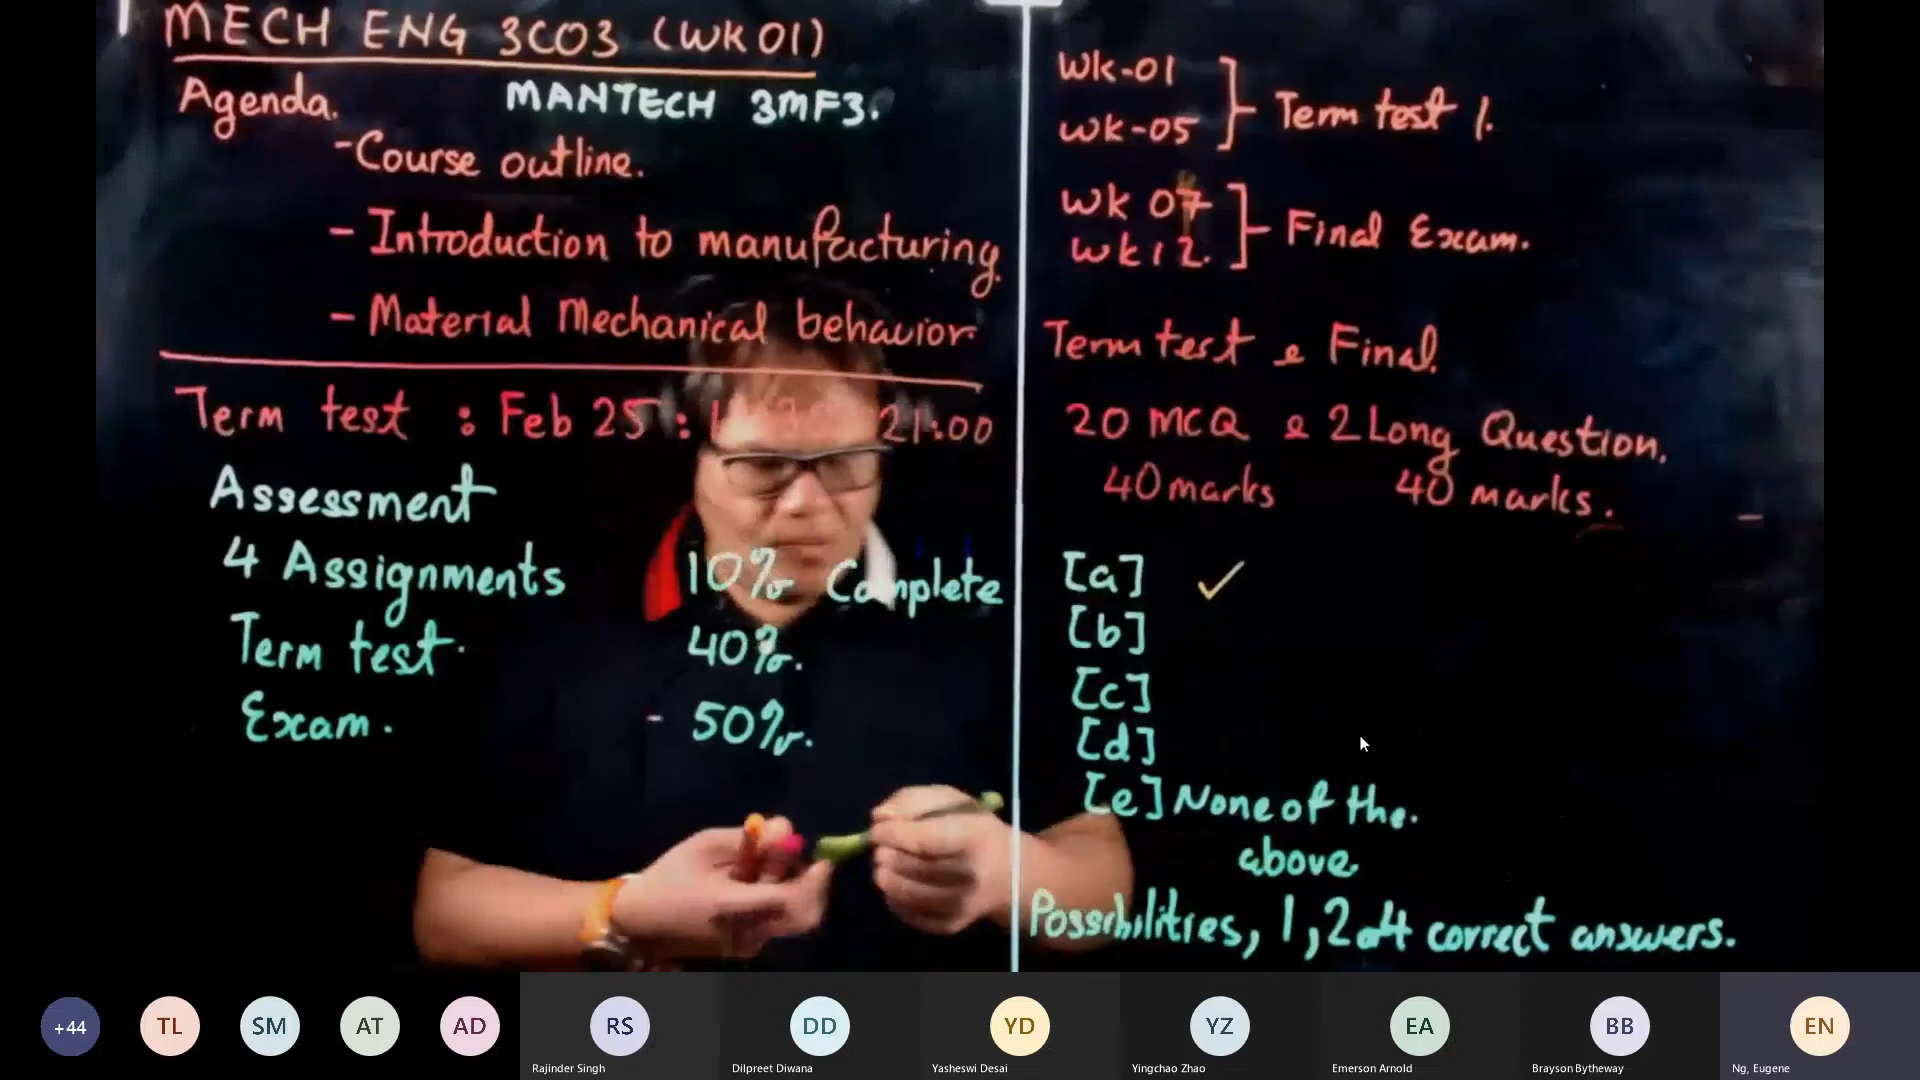 MECH ENG 3CO3 (WK 01)
Agenda. MANTECH 3MF3.
- Course outline.
- Introduction to manufacturing.
- Material Mechanical behavior.
Term test : Feb 25 : 21:00
Assessment
4 Assignments 10% Complete
Term test. 40%.
Exam. - 50%.
Wk-01
Wk-05
Term test 1.
Wk 07
Wk 12.
Final Exam.
Term test & Final.
20 MCQ & 2 Long Question.
40 marks 40 marks.
[a] ✓
[b]
[c]
[d]
[e] None of the.
above.
Possibilities, 1, 2 4 correct answers.
+44
TL
SM
AT
AD
RS
DD
YD
YZ
EA
BB
EN
Rajinder Singh
Dilpreet Diwana
Yasheswi Desai
Yingchao Zhao
Emerson Arnold
Brayson Bytheway
Ng, Eugene